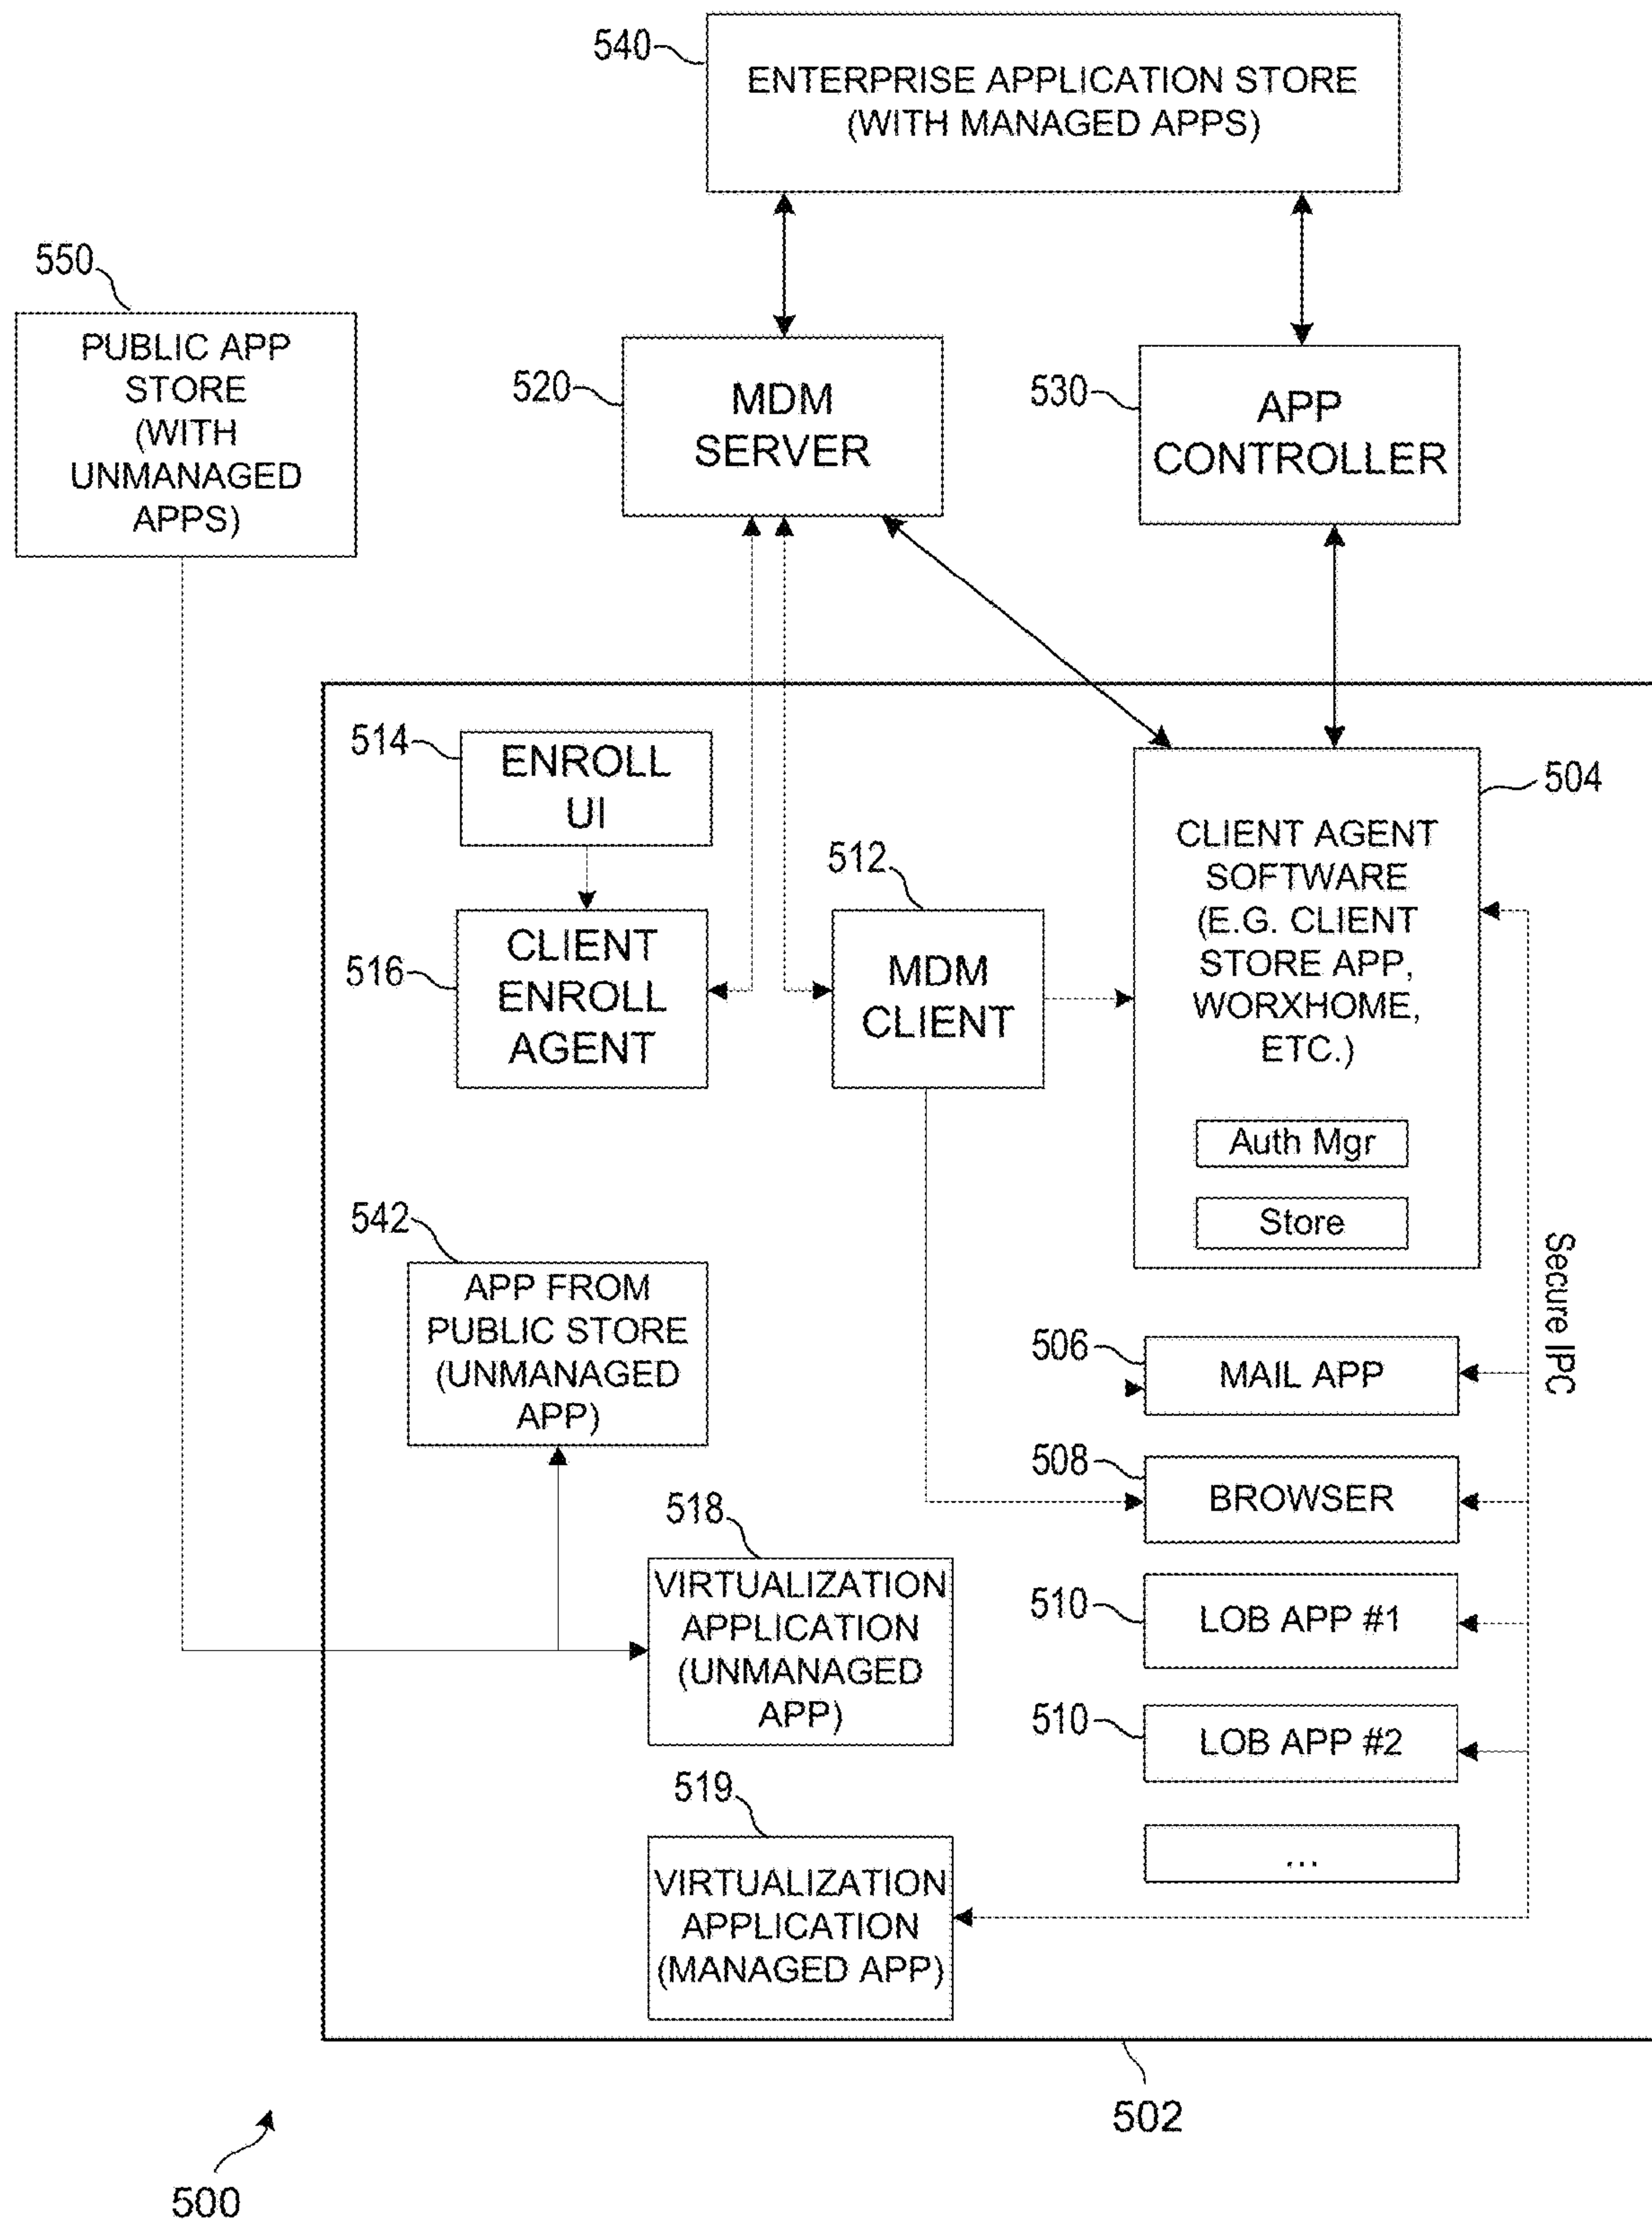 540
ENTERPRISE APPLICATION STORE
(WITH MANAGED APPS)
550
PUBLIC APP
STORE
(WITH
UNMANAGED
APPS)
520
MDM
SERVER
530
APP
CONTROLLER
514
ENROLL
UI
504
CLIENT AGENT
SOFTWARE
(E.G. CLIENT
STORE APP,
WORXHOME,
ETC.)
Auth Mgr
Store
512
MDM
CLIENT
516
CLIENT
ENROLL
AGENT
Secure IPC
542
APP FROM
PUBLIC STORE
(UNMANAGED
APP)
506
MAIL APP
508
BROWSER
518
VIRTUALIZATION
APPLICATION
(UNMANAGED
APP)
510
LOB APP #1
510
LOB APP #2
...
519
VIRTUALIZATION
APPLICATION
(MANAGED APP)
502
500